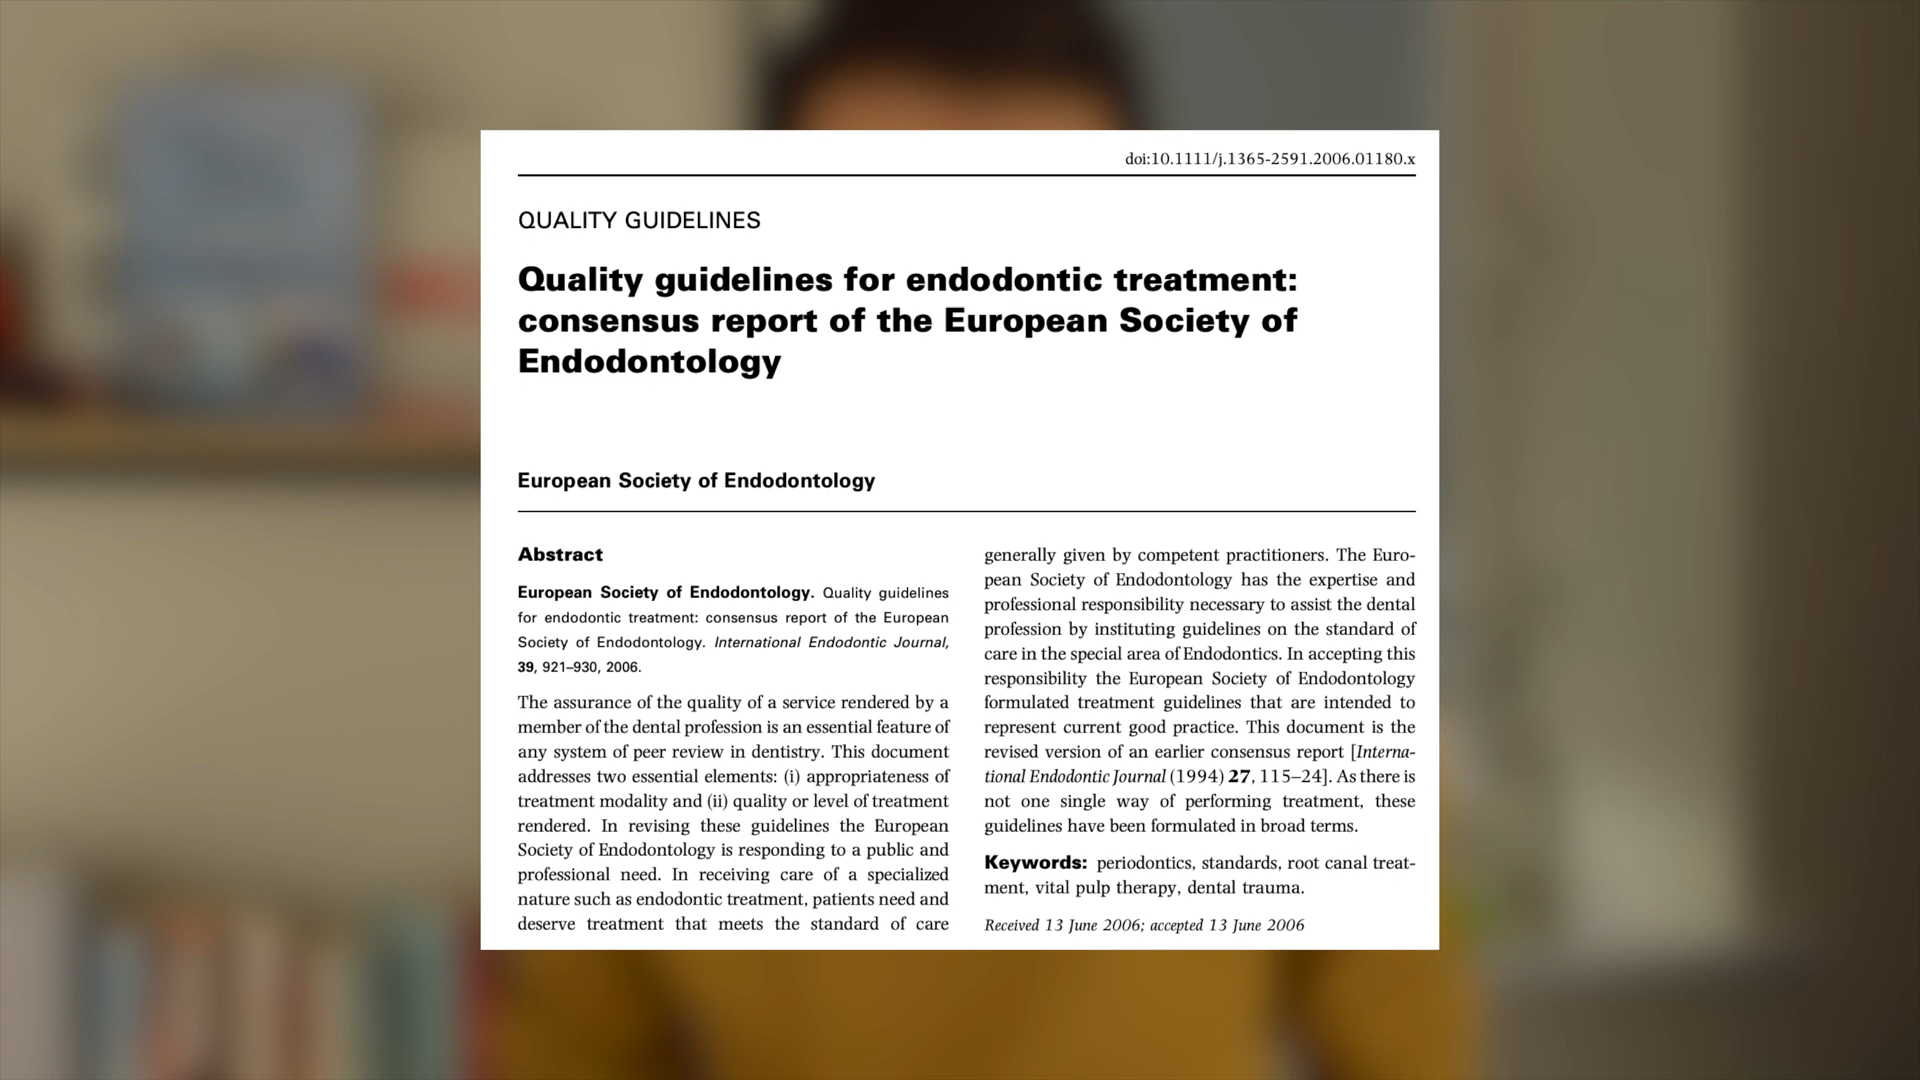 doi:10.1111/j.1365-2591.2006.01180.x
QUALITY GUIDELINES
Quality guidelines for endodontic treatment:
consensus report of the European Society of
Endodontology
European Society of Endodontology
Abstract
European Society of Endodontology. Quality guidelines
for endodontic treatment: consensus report of the European
Society of Endodontology. International Endodontic Journal,
39, 921–930, 2006.
The assurance of the quality of a service rendered by a
member of the dental profession is an essential feature of
any system of peer review in dentistry. This document
addresses two essential elements: (i) appropriateness of
treatment modality and (ii) quality or level of treatment
rendered. In revising these guidelines the European
Society of Endodontology is responding to a public and
professional need. In receiving care of a specialized
nature such as endodontic treatment, patients need and
deserve treatment that meets the standard of care
generally given by competent practitioners. The Euro-
pean Society of Endodontology has the expertise and
professional responsibility necessary to assist the dental
profession by instituting guidelines on the standard of
care in the special area of Endodontics. In accepting this
responsibility the European Society of Endodontology
formulated treatment guidelines that are intended to
represent current good practice. This document is the
revised version of an earlier consensus report [Interna-
tional Endodontic Journal (1994) 27, 115–24]. As there is
not one single way of performing treatment, these
guidelines have been formulated in broad terms.
Keywords: periodontics, standards, root canal treat-
ment, vital pulp therapy, dental trauma.
Received 13 June 2006; accepted 13 June 2006